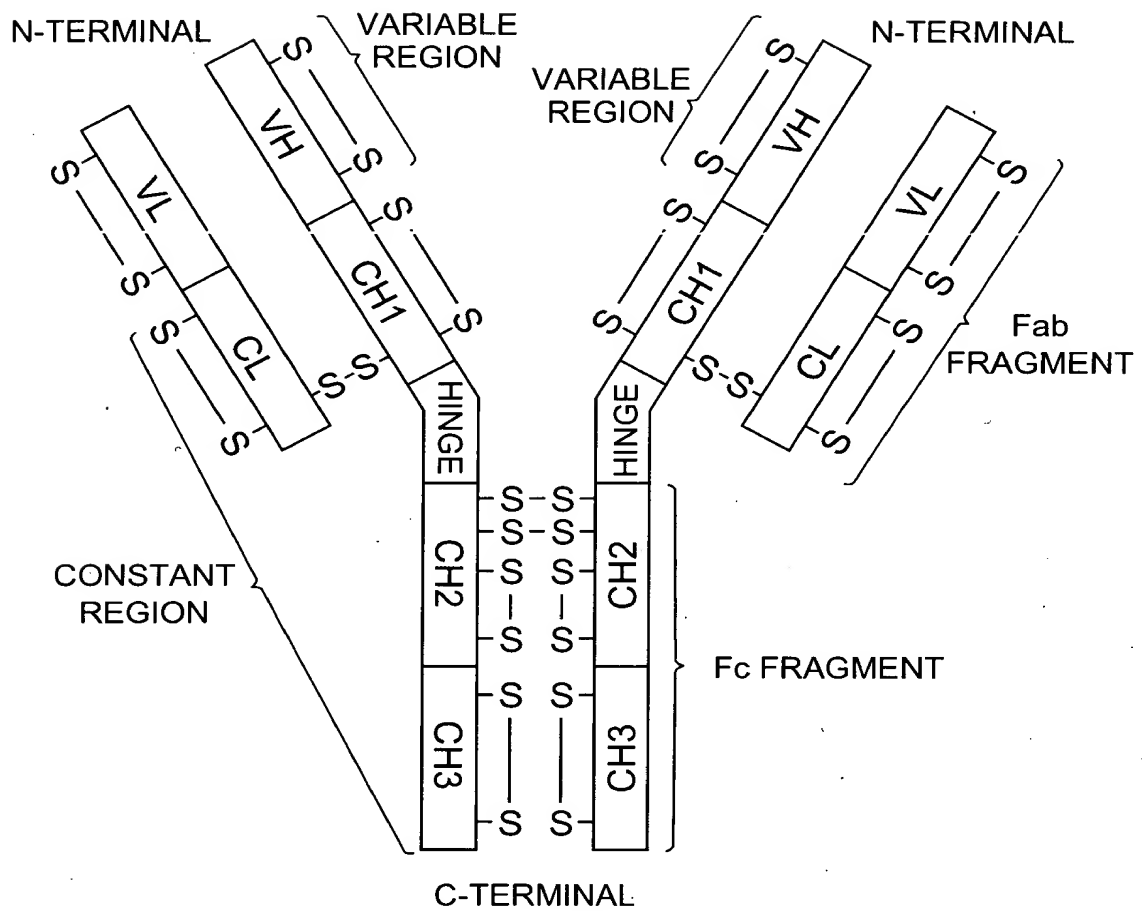 N-TERMINAL
VARIABLE
REGION
VARIABLE
REGION
N-TERMINAL
S
S
VH
S
S
VH
S
S
VL
S
S
CH1
S
S
S
CL
S
S
S
S
S
VL
S
S
CH1
S
S
S
CL
S
S
S
S
Fab
FRAGMENT
HINGE
HINGE
S S
S S
CH2
S S
S S
CH2
CONSTANT
REGION
Fc FRAGMENT
S S
CH3
CH3
S S
C-TERMINAL